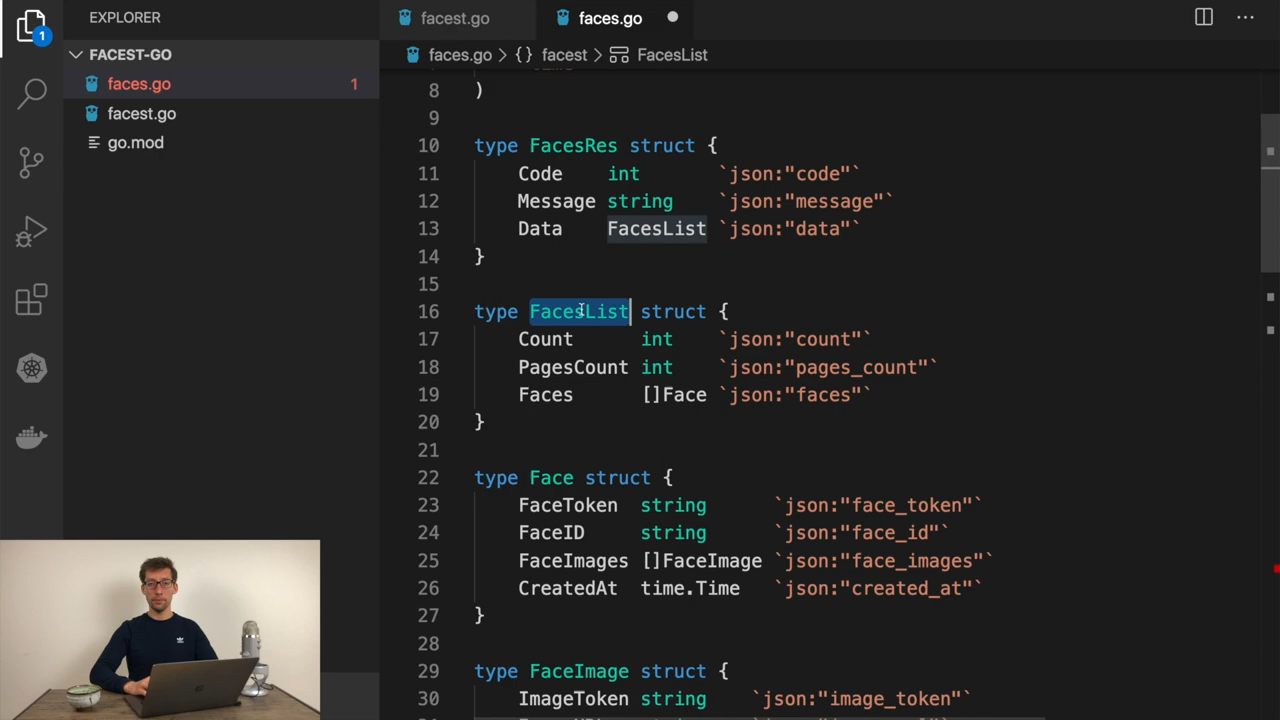 1
EXPLORER
FACEST-GO
faces.go 1
facest.go
go.mod
facest.go
faces.go
faces.go > {} facest > FacesList
8 )
9
10 type FacesRes struct {
11 Code int `json:"code"`
12 Message string `json:"message"`
13 Data FacesList `json:"data"`
14 }
15
16 type FacesList struct {
17 Count int `json:"count"`
18 PagesCount int `json:"pages_count"`
19 Faces []Face `json:"faces"`
20 }
21
22 type Face struct {
23 FaceToken string `json:"face_token"`
24 FaceID string `json:"face_id"`
25 FaceImages []FaceImage `json:"face_images"`
26 CreatedAt time.Time `json:"created_at"`
27 }
28
29 type FaceImage struct {
30 ImageToken string `json:"image_token"`